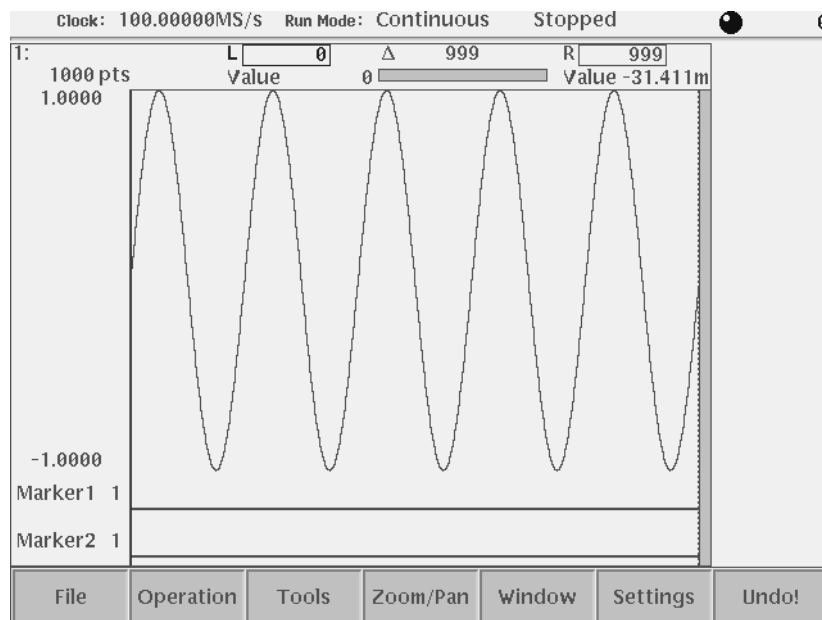 Clock: 100.00000MS/s Run Mode: Continuous Stopped
1: L 0 Δ 999 R 999
1000 pts Value 0 Value -31.411m
1.0000
-1.0000
Marker1 1
Marker2 1
File Operation Tools Zoom/Pan Window Settings Undo!